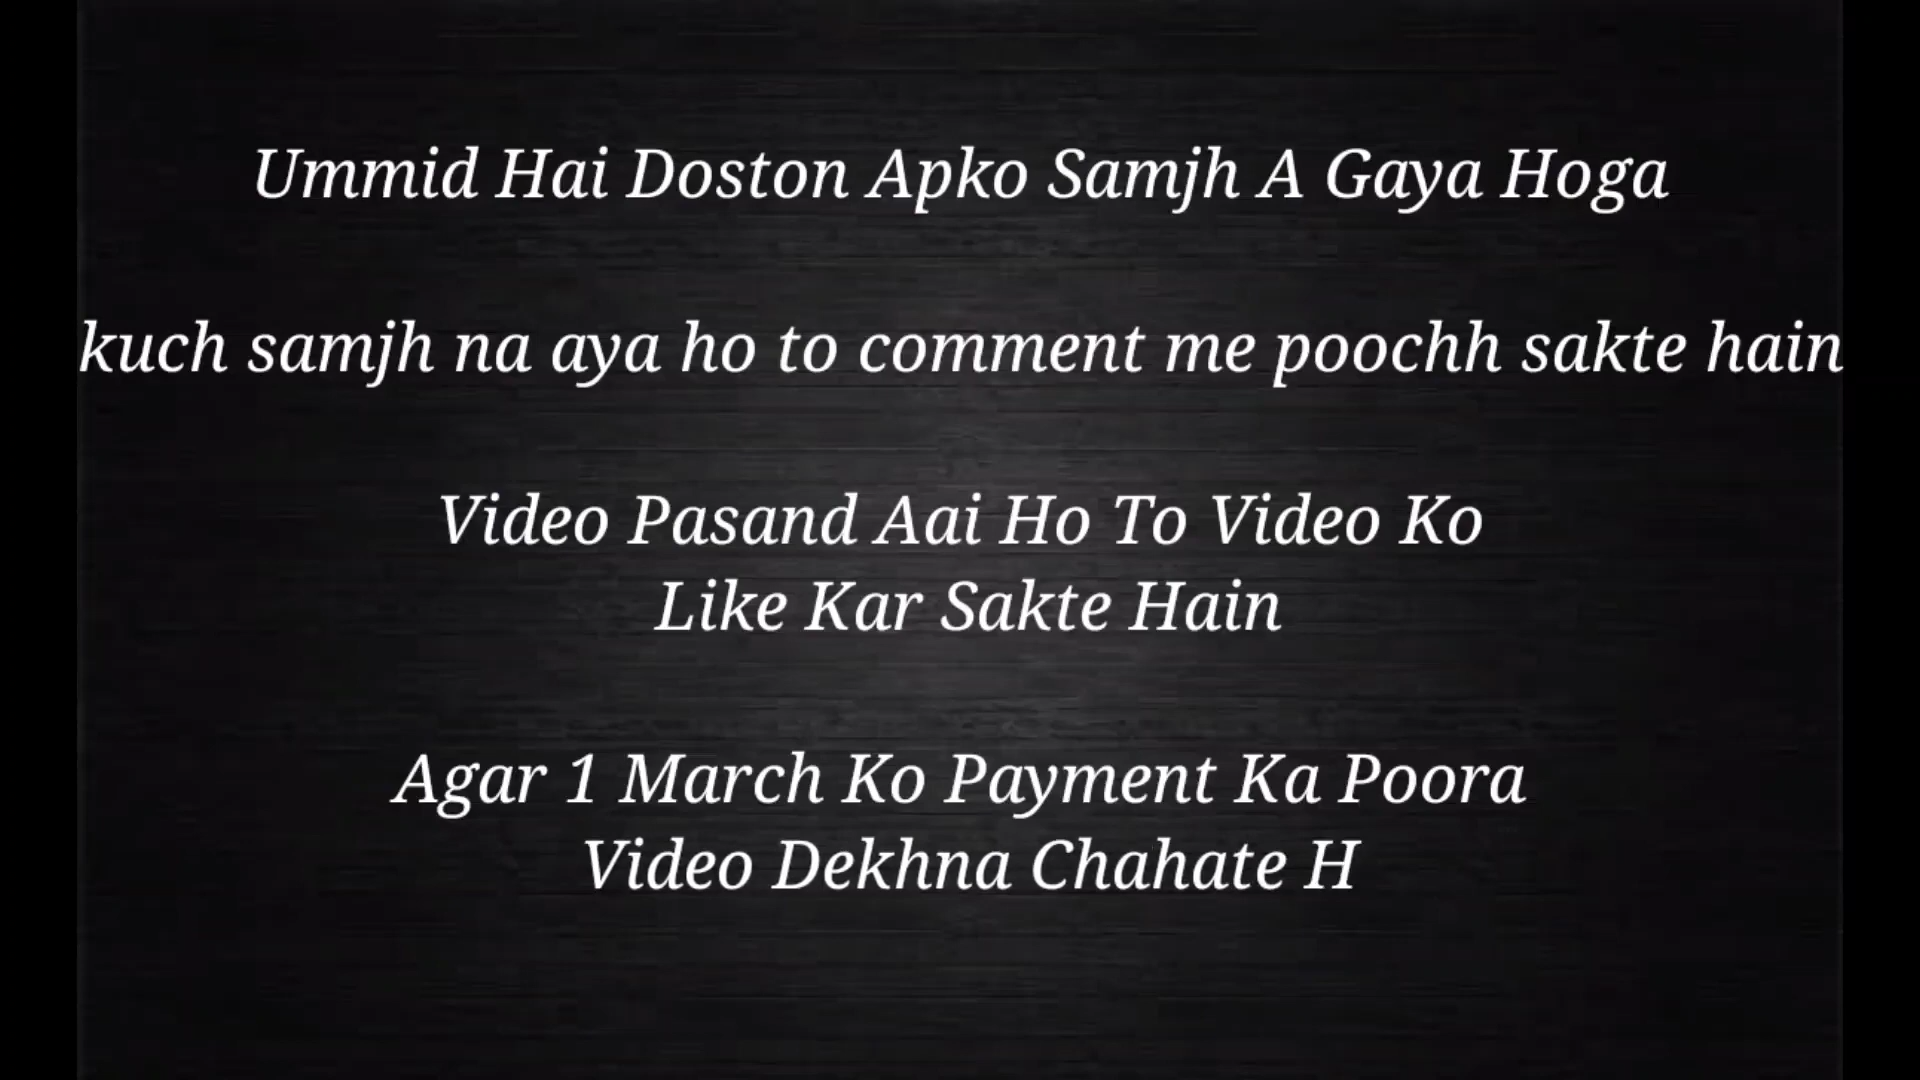 Ummid Hai Doston Apko Samjh A Gaya Hoga
kuch samjh na aya ho to comment me poochh sakte hain
Video Pasand Aai Ho To Video Ko
Like Kar Sakte Hain
Agar 1 March Ko Payment Ka Poora
Video Dekhna Chahate H